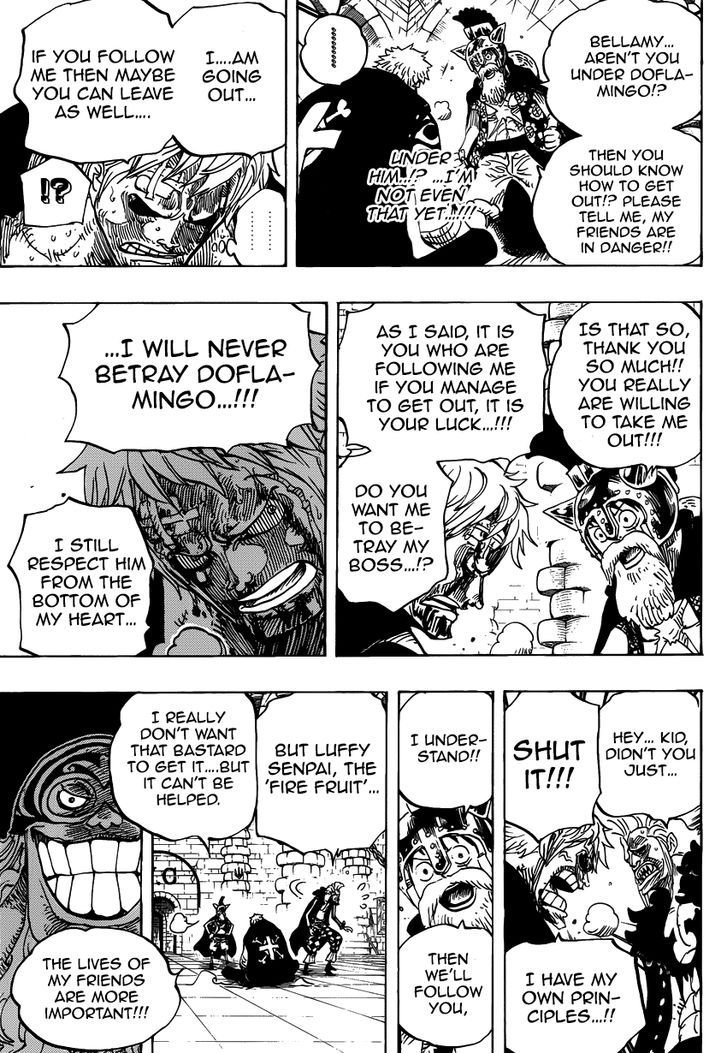 BELLAMY...
AREN'T YOU
UNDER DOFLA-
MINGO!?
THEN YOU
SHOULD KNOW
HOW TO GET
OUT!? PLEASE
TELL ME, MY
FRIENDS ARE
IN DANGER!!
UNDER
HIM..!? ...I'M
NOT EVEN
THAT YET...!!!
I....AM
GOING
OUT...
IF YOU FOLLOW
ME THEN MAYBE
YOU CAN LEAVE
AS WELL....
!?
IS THAT SO,
THANK YOU
SO MUCH!!
YOU REALLY
ARE WILLING
TO TAKE ME
OUT!!!
AS I SAID, IT IS
YOU WHO ARE
FOLLOWING ME
IF YOU MANAGE
TO GET OUT, IT IS
YOUR LUCK...!!!
DO YOU
WANT ME
TO BE-
TRAY MY
BOSS....!?
...I WILL NEVER
BETRAY DOFLA-
MINGO...!!!
I STILL
RESPECT HIM
FROM THE
BOTTOM OF
MY HEART...
HEY... KID,
DIDN'T YOU
JUST...
SHUT
IT!!!
I HAVE MY
OWN PRIN-
CIPLES...!!
I UNDER-
STAND!!
THEN
WE'LL
FOLLOW
YOU,
BUT LUFFY
SENPAI, THE
'FIRE FRUIT'...
I REALLY
DON'T WANT
THAT BASTARD
TO GET IT....BUT
IT CAN'T BE
HELPED.
THE LIVES OF
MY FRIENDS
ARE MORE
IMPORTANT!!!